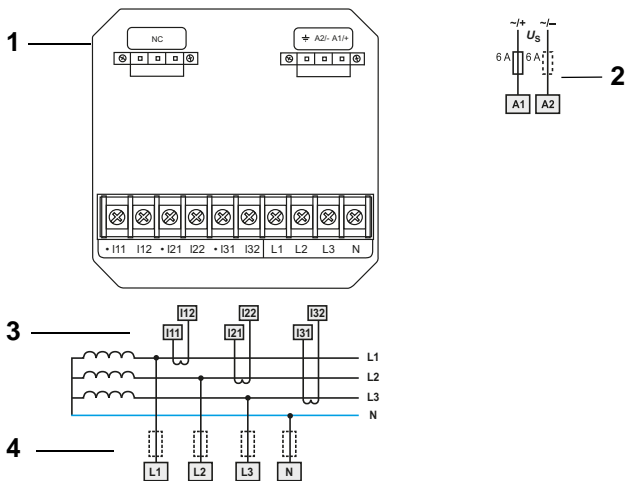 1
NC
⏚ A2/- A1/+
~/+ ~/–
US
6 A 6 A
2
A1 A2
• I11 I12 • I21 I22 • I31 I32 L1 L2 L3 N
3
I12 I22 I32
I11 I21 I31
L1
L2
L3
N
4
L1 L2 L3 N